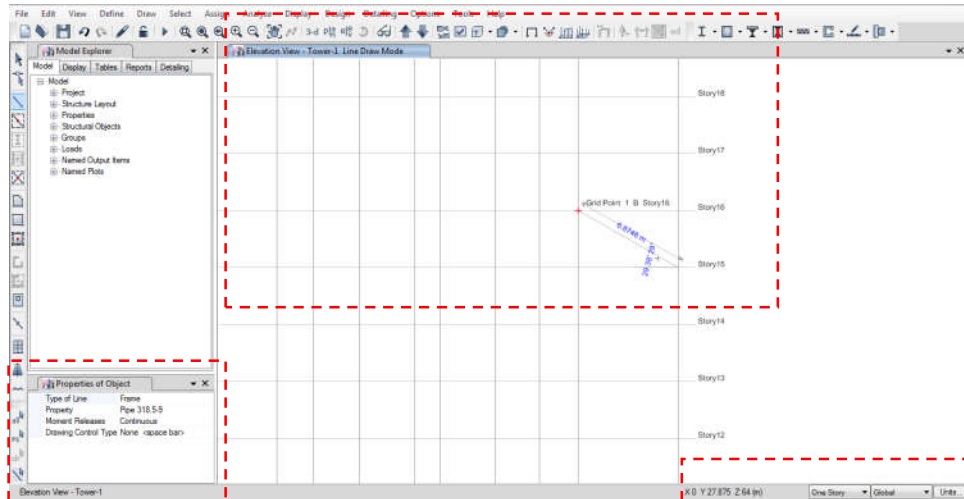 File Edit View Define Draw Select Assign Analyze Display Design Detailing Options Tools Help
3-d
Model Explorer
Elevation View - Tower-1 Line Draw Mode
Model Display Tables Reports Detailing
Model
Project
Structure Layout
Properties
Structural Objects
Groups
Loads
Named Output Items
Named Plots
Story18
Story17
Grid Point 1 B Story16
Story16
6.8746 m
Story15
Story14
Story13
Story12
Properties of Object
Type of Line Frame
Property Pipe 318.5-9
Moment Releases Continuous
Drawing Control Type None <space bar>
Elevation View - Tower-1
X 0 Y 27.875 Z 64 (m)
One Story
Global
Units